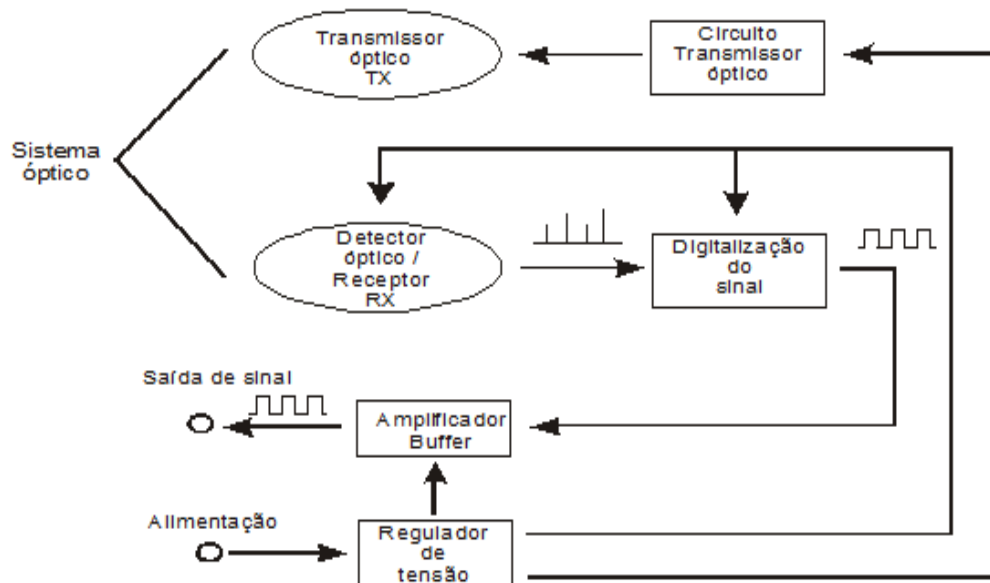 Transmissor
óptico
TX
Circuito
Transmissor
óptico
Sistema
óptico
Detector
óptico /
Receptor
RX
Digitalização
do
sinal
Saída de sinal
Amplificador
Buffer
Alimentação
Regulador
de
tensão